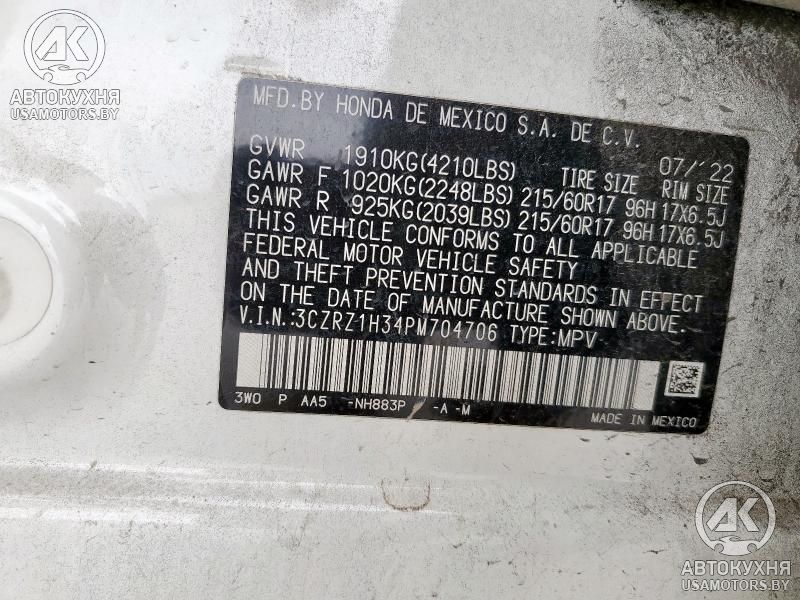 AK
АВТОКУХНЯ
USAMOTORS.BY
MFD.BY HONDA DE MEXICO S.A. DE C.V.
07/'22
GVWR 1910KG(4210LBS) TIRE SIZE RIM SIZE
GAWR F 1020KG(2248LBS) 215/60R17 96H 17X6.5J
GAWR R 925KG(2039LBS) 215/60R17 96H 17X6.5J
THIS VEHICLE CONFORMS TO ALL APPLICABLE
FEDERAL MOTOR VEHICLE SAFETY
AND THEFT PREVENTION STANDARDS IN EFFECT
ON THE DATE OF MANUFACTURE SHOWN ABOVE.
V.I.N.:3CZRZ1H34PM704706 TYPE:MPV
3W0 P AA5 -NH883P -A -M
MADE IN MEXICO
AK
АВТОКУХНЯ
USAMOTORS.BY